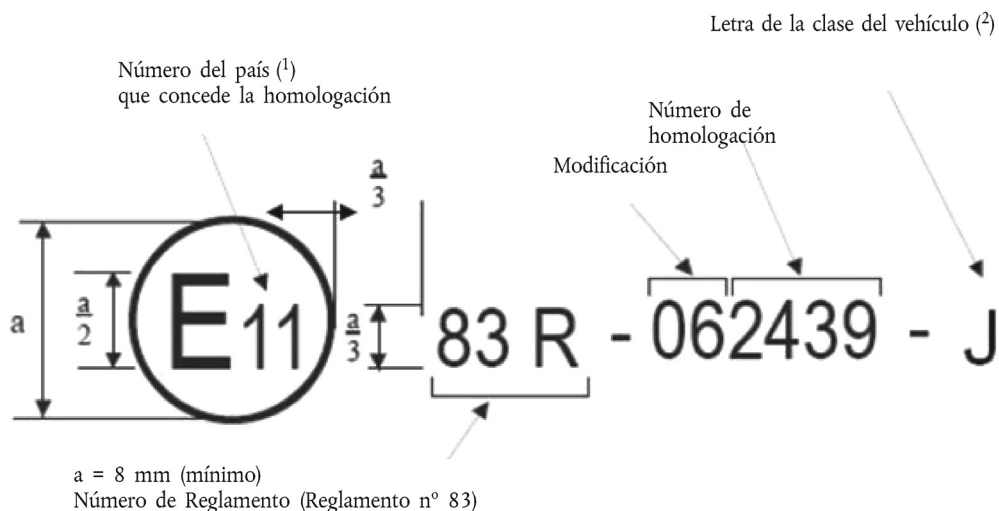 Letra de la clase del vehículo (²)
Número del país (¹)
que concede la homologación
Número de
homologación
Modificación
a
3
a
a
2
E11
a
3
83 R - 062439 - J
a = 8 mm (mínimo)
Número de Reglamento (Reglamento nº 83)